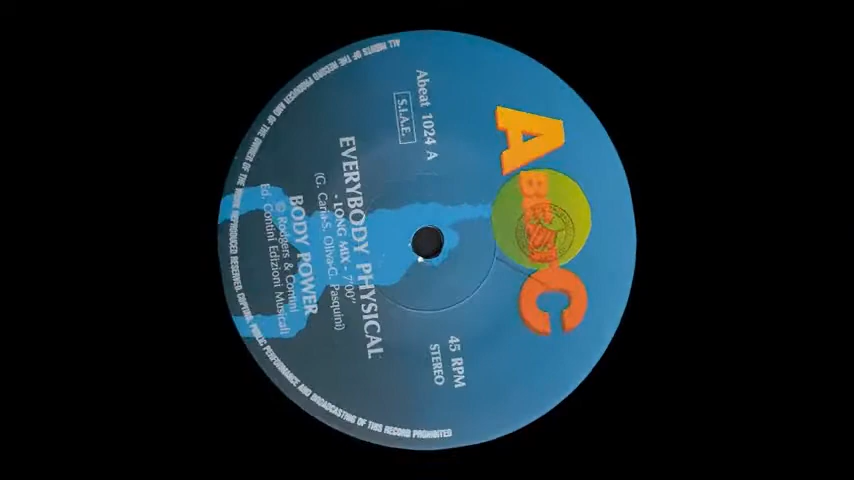 A BEAT C
Abeat 1024 A
S.I.A.E.
45 RPM
STEREO
EVERYBODY PHYSICAL
- LONG MIX - 7'00"
(G. Caria-S. Oliva-G. Pasquini)
BODY POWER
© Rodgers & Contini
Ed. Contini Edizioni Musicali
ALL RIGHTS OF THE RECORD PRODUCER AND OF THE OWNER OF THE WORK REPRODUCED RESERVED. COPYING, PUBLIC PERFORMANCE AND BROADCASTING OF THIS RECORD PROHIBITED